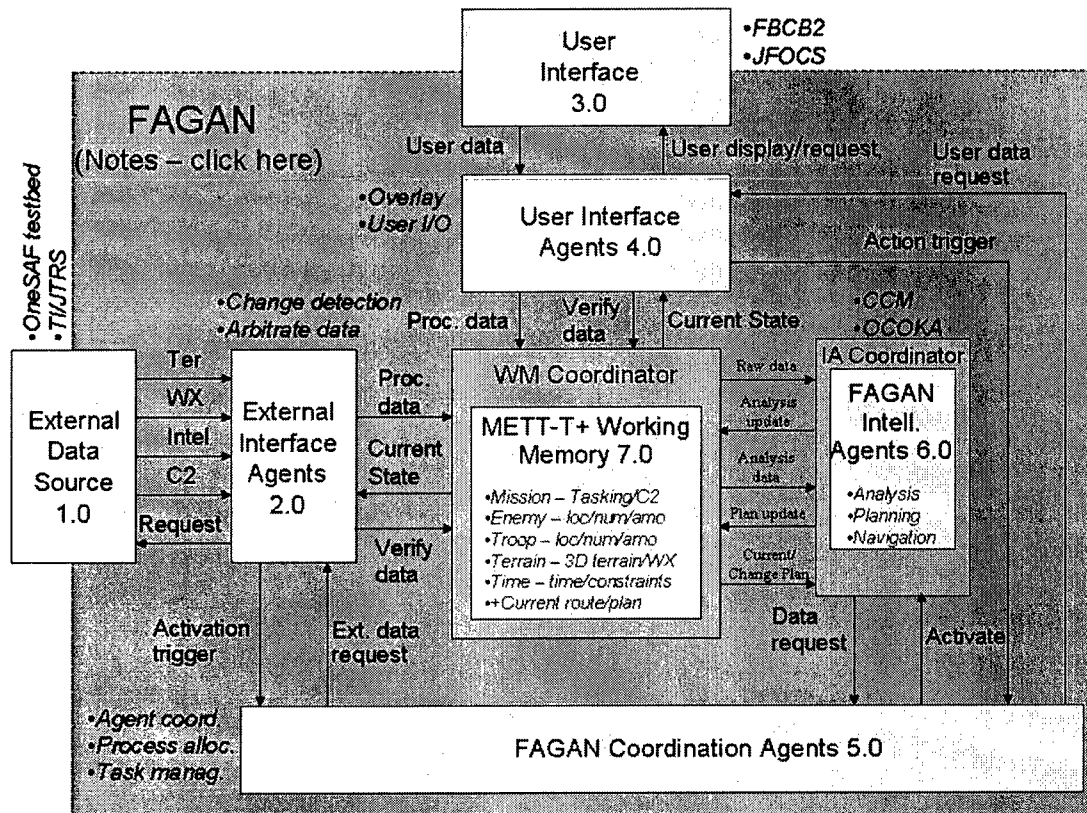 User
Interface
3.0
•FBCB2
•JFOCS
FAGAN
(Notes – click here)
User data
User display/request
User data
request
•Overlay
•User I/O
User Interface
Agents 4.0
Action trigger
•OneSAF testbed
•TI/JTRS
•Change detection
•Arbitrate data
Proc. data
Verify
data
Current State
•CCM
•OCOKA
External
Data
Source
1.0
Ter
WX
Intel
C2
Request
External
Interface
Agents
2.0
Proc.
data
Current
State
Verify
data
WM Coordinator
METT-T+ Working
Memory 7.0
•Mission – Tasking/C2
•Enemy – loc/num/amo
•Troop – loc/num/amo
•Terrain – 3D terrain/WX
•Time – time/constraints
•+Current route/plan
Raw data
Analysis
update
Analysis
data
Plan update
Current/
Change Plan
IA Coordinator
FAGAN
Intell.
Agents 6.0
•Analysis
•Planning
•Navigation
Activation
trigger
Ext. data
request
Data
request
Activate
•Agent coord.
•Process alloc.
•Task manag.
FAGAN Coordination Agents 5.0